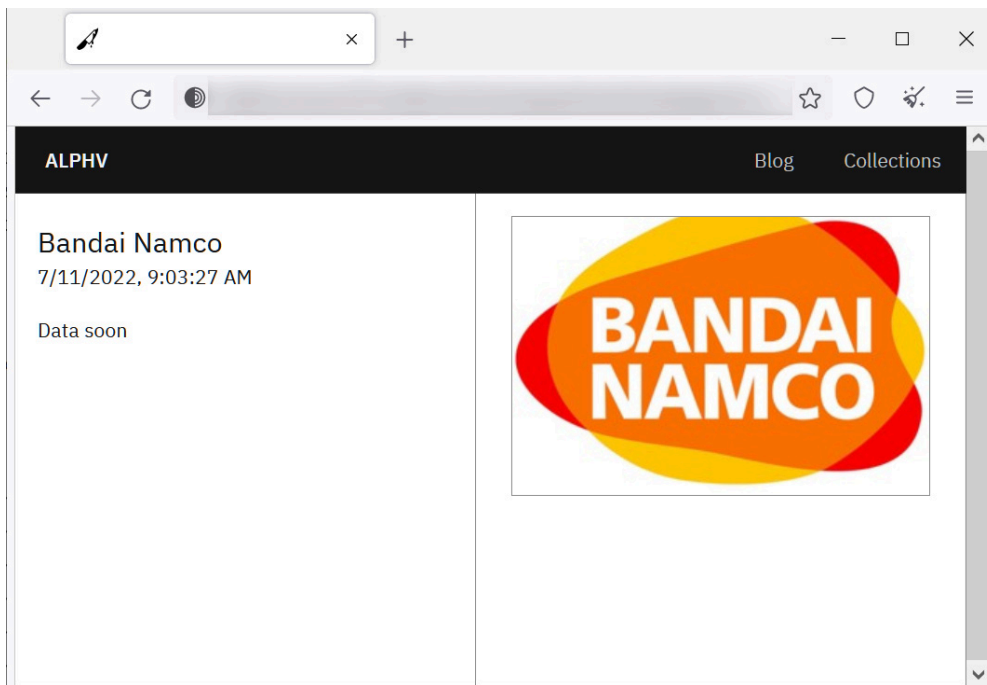 ALPHV
Blog
Collections
Bandai Namco
7/11/2022, 9:03:27 AM
Data soon
BANDAI
NAMCO